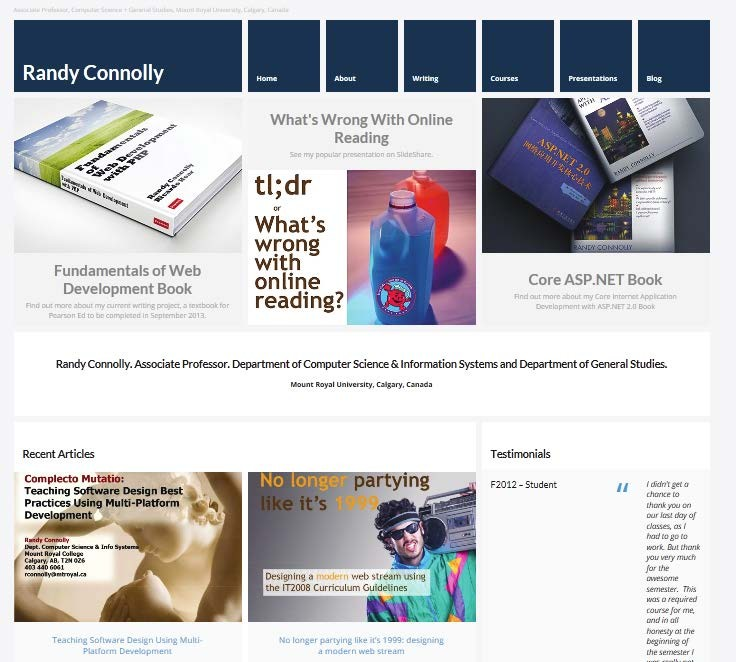 Associate Professor, Computer Science + General Studies, Mount Royal University, Calgary, Canada
Randy Connolly
Home
About
Writing
Courses
Presentations
Blog
Fundamentals
of Web
Development
with PHP
Randy Connolly
Fundamentals of Web Development
with PHP
Fundamentals of Web
Development Book
Find out more about my current writing project, a textbook for
Pearson Ed to be completed in September 2013.
What's Wrong With Online
Reading
See my popular presentation on SlideShare.
tl;dr
or
What's
wrong
with
online
reading?
ASP.NET 2.0
RANDY CONNOLLY
RANDY CONNOLLY
Core ASP.NET Book
Find out more about my Core Internet Application
Development with ASP.NET 2.0 Book
Randy Connolly. Associate Professor. Department of Computer Science & Information Systems and Department of General Studies.
Mount Royal University, Calgary, Canada
Recent Articles
Complecto Mutatio:
Teaching Software Design Best
Practices Using Multi-Platform
Development
Randy Connolly
Dept. Computer Science & Info Systems
Mount Royal College
Calgary, AB, T2N 0Z6
403 440 6061
rconnolly@mtroyal.ca
Teaching Software Design Using Multi-
Platform Development
No longer partying
like it's 1999
Designing a modern web stream using
the IT2008 Curriculum Guidelines
No longer partying like it's 1999: designing
a modern web stream
Testimonials
F2012 – Student
“
I didn't get a
chance to
thank you on
our last day of
classes, as I
had to go to
work. But thank
you very much
for the
awesome
semester. This
was a required
course for me,
and in all
honesty at the
beginning of
the semester I